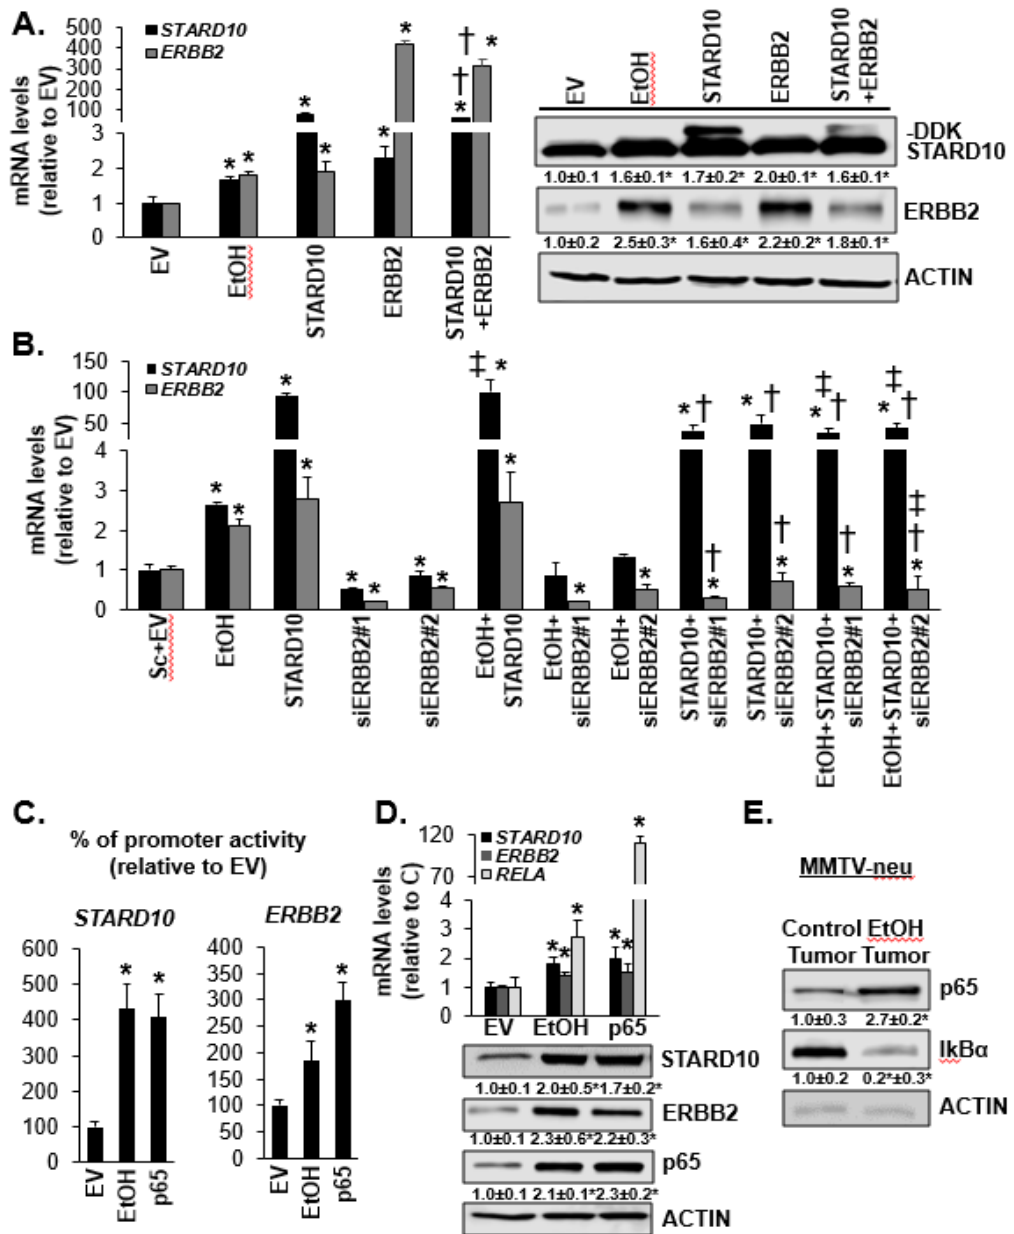 A.
STARD10
ERBB2
mRNA levels
(relative to EV)
500
400
300
200
100
3
2
1
0
* * * * * * † * † *
EV
EtOH
STARD10
ERBB2
STARD10
+ERBB2
EV
EtOH
STARD10
ERBB2
STARD10
+ERBB2
-DDK
STARD10
1.0±0.1 1.6±0.1* 1.7±0.2* 2.0±0.1* 1.6±0.1*
ERBB2
1.0±0.2 2.5±0.3* 1.6±0.4* 2.2±0.2* 1.8±0.1*
ACTIN
B.
STARD10
ERBB2
mRNA levels
(relative to EV)
150
100
50
4
3
2
1
0
* * * * * * * * ‡ * * * * * † † * * † † * ‡ * † † * ‡ * † ‡ † *
Sc+EV
EtOH
STARD10
siERBB2#1
siERBB2#2
EtOH+
STARD10
EtOH+
siERBB2#1
EtOH+
siERBB2#2
STARD10+
siERBB2#1
STARD10+
siERBB2#2
EtOH+STARD10+
siERBB2#1
EtOH+STARD10+
siERBB2#2
C.
% of promoter activity
(relative to EV)
STARD10
600
500
400
300
200
100
0
* *
EV
EtOH
p65
ERBB2
400
350
300
250
200
150
100
50
0
* *
EV
EtOH
p65
D.
STARD10
ERBB2
RELA
mRNA levels
(relative to C)
120
70
4
3
2
1
0
* * * * * *
EV EtOH p65
STARD10
1.0±0.1 2.0±0.5* 1.7±0.2*
ERBB2
1.0±0.1 2.3±0.6* 2.2±0.3*
p65
1.0±0.1 2.1±0.1* 2.3±0.2*
ACTIN
E.
MMTV-neu
Control EtOH
Tumor Tumor
p65
1.0±0.3 2.7±0.2*
IkBα
1.0±0.2 0.2*±0.3*
ACTIN